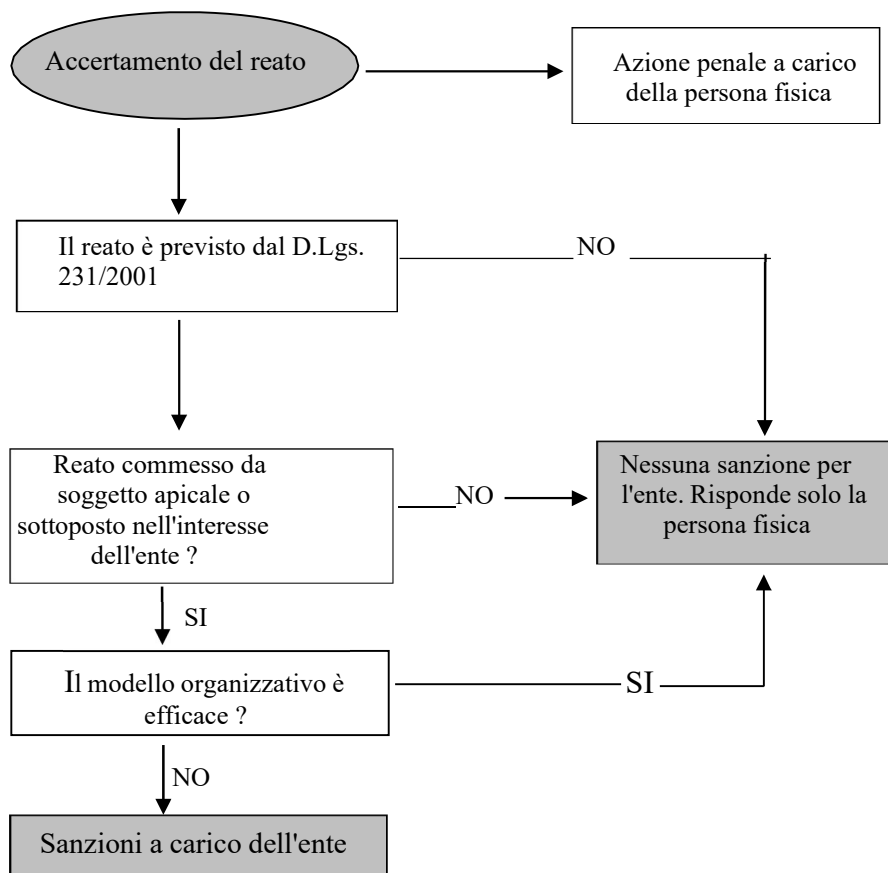 Accertamento del reato
Azione penale a carico
della persona fisica
Il reato è previsto dal D.Lgs.
231/2001
NO
Reato commesso da
soggetto apicale o
sottoposto nell'interesse
dell'ente ?
NO
Nessuna sanzione per
l'ente. Risponde solo la
persona fisica
SI
Il modello organizzativo è
efficace ?
SI
NO
Sanzioni a carico dell'ente